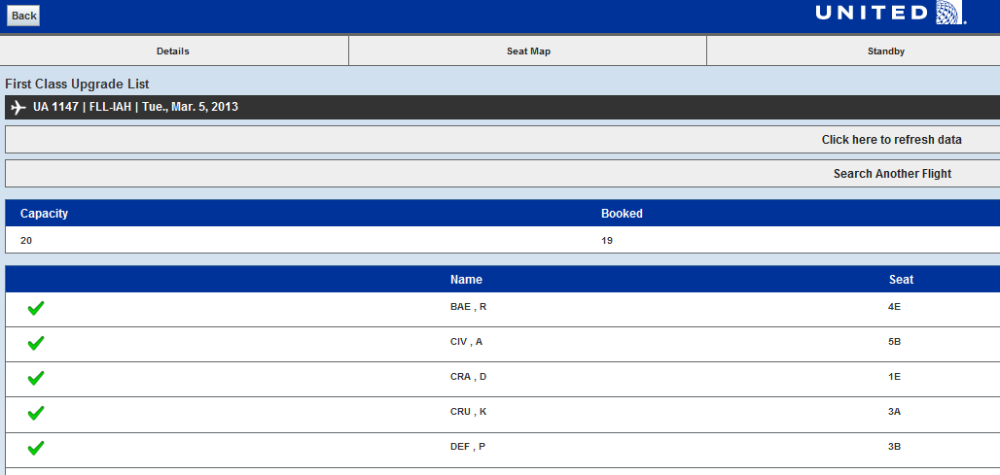 Back
UNITED
Details Seat Map Standby
First Class Upgrade List
UA 1147 | FLL-IAH | Tue., Mar. 5, 2013
Click here to refresh data
Search Another Flight
Capacity Booked
20 19
Name Seat
BAE , R 4E
CIV , A 5B
CRA , D 1E
CRU , K 3A
DEF , P 3B